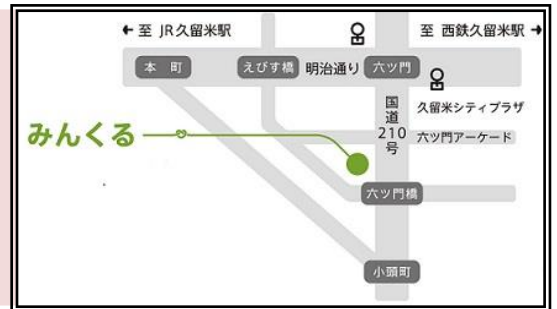 ← 至 JR久留米駅
至 西鉄久留米駅 →
本 町
えびす橋
明治通り
六ツ門
久留米シティプラザ
国道210号
六ツ門アーケード
みんくる
六ツ門橋
小頭町